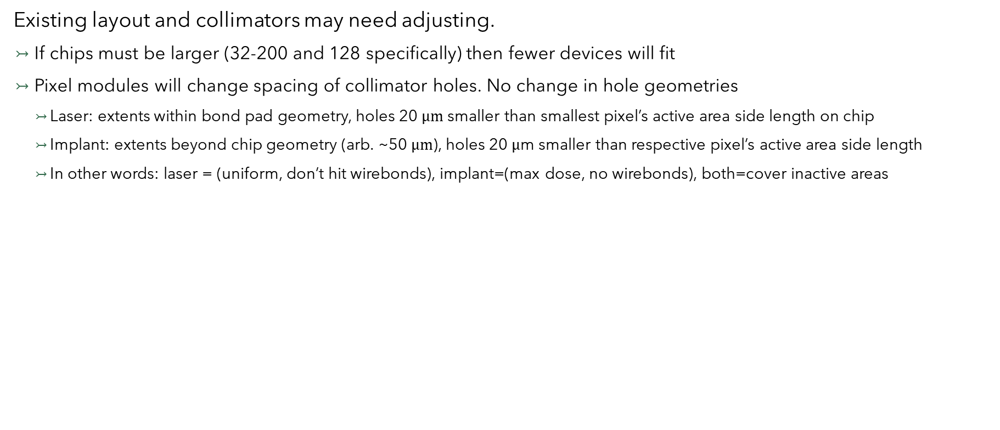 Existing layout and collimators may need adjusting.
↣ If chips must be larger (32-200 and 128 specifically) then fewer devices will fit
↣ Pixel modules will change spacing of collimator holes. No change in hole geometries
↣ Laser: extents within bond pad geometry, holes 20 μm smaller than smallest pixel’s active area side length on chip
↣ Implant: extents beyond chip geometry (arb. ~50 μm), holes 20 μm smaller than respective pixel’s active area side length
↣ In other words: laser = (uniform, don’t hit wirebonds), implant=(max dose, no wirebonds), both=cover inactive areas